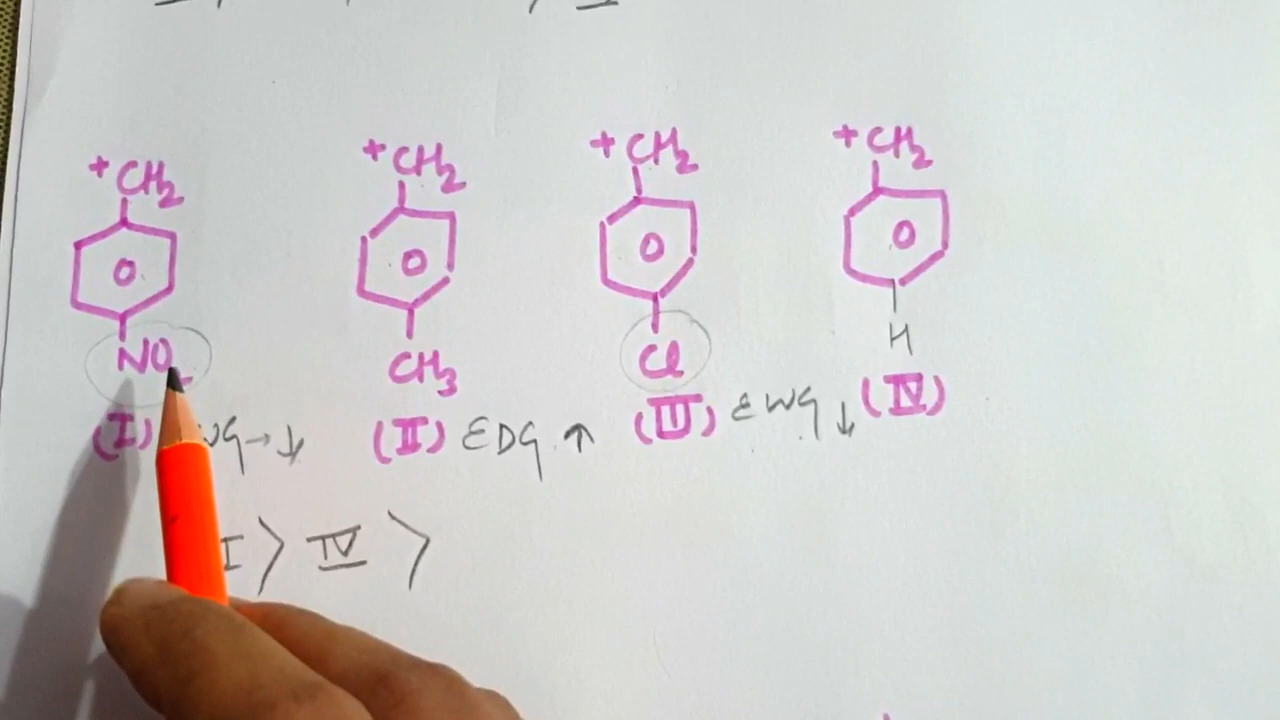 +CH2 +CH2 +CH2 +CH2
NO2 CH3 Cl H
(I) (II) EDG ↑ (III) EWG ↓ (IV)
I > IV >